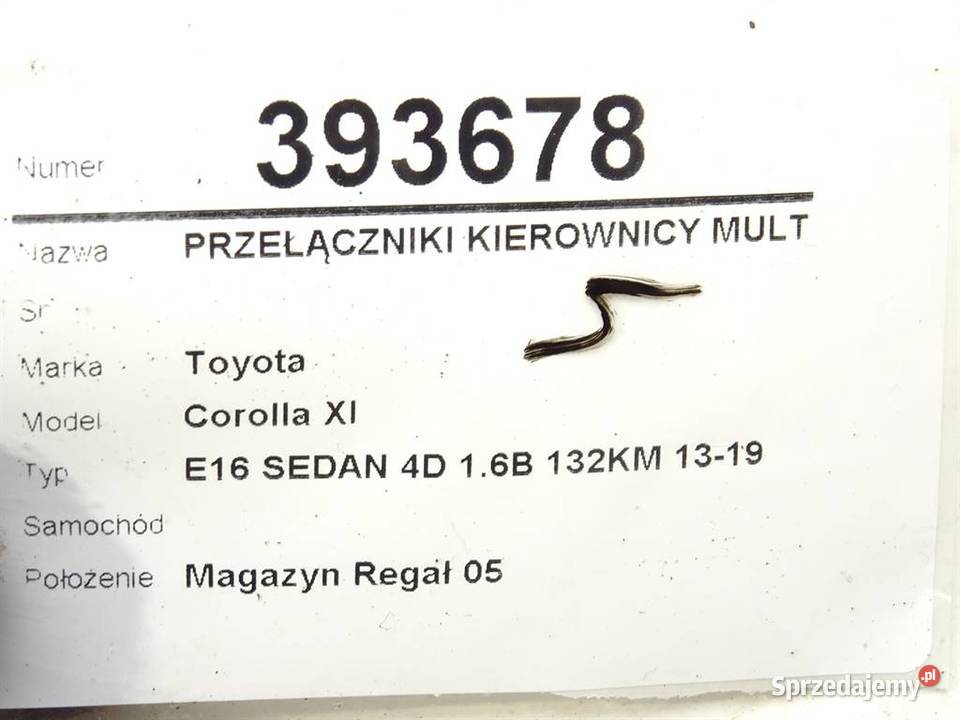 Numer 393678
Nazwa PRZEŁĄCZNIKI KIEROWNICY MULT
Sr
Marka Toyota
Model Corolla XI
Typ E16 SEDAN 4D 1.6B 132KM 13-19
Samochód
Położenie Magazyn Regał 05
Sprzedajemy.pl